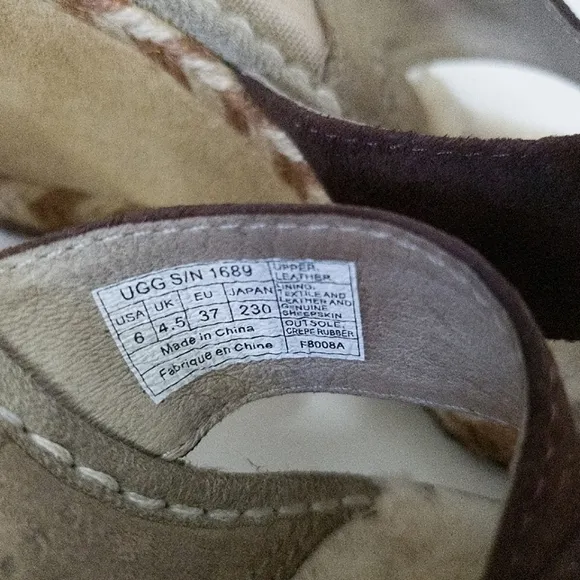 UGG S/N 1689
USA UK EU JAPAN
6 4.5 37 230
Made in China
Fabriqué en Chine
UPPER,
LEATHER
LINING,
TEXTILE AND
LEATHER AND
GENUINE
SHEEPSKIN
OUTSOLE,
CREPE RUBBER
F8008A